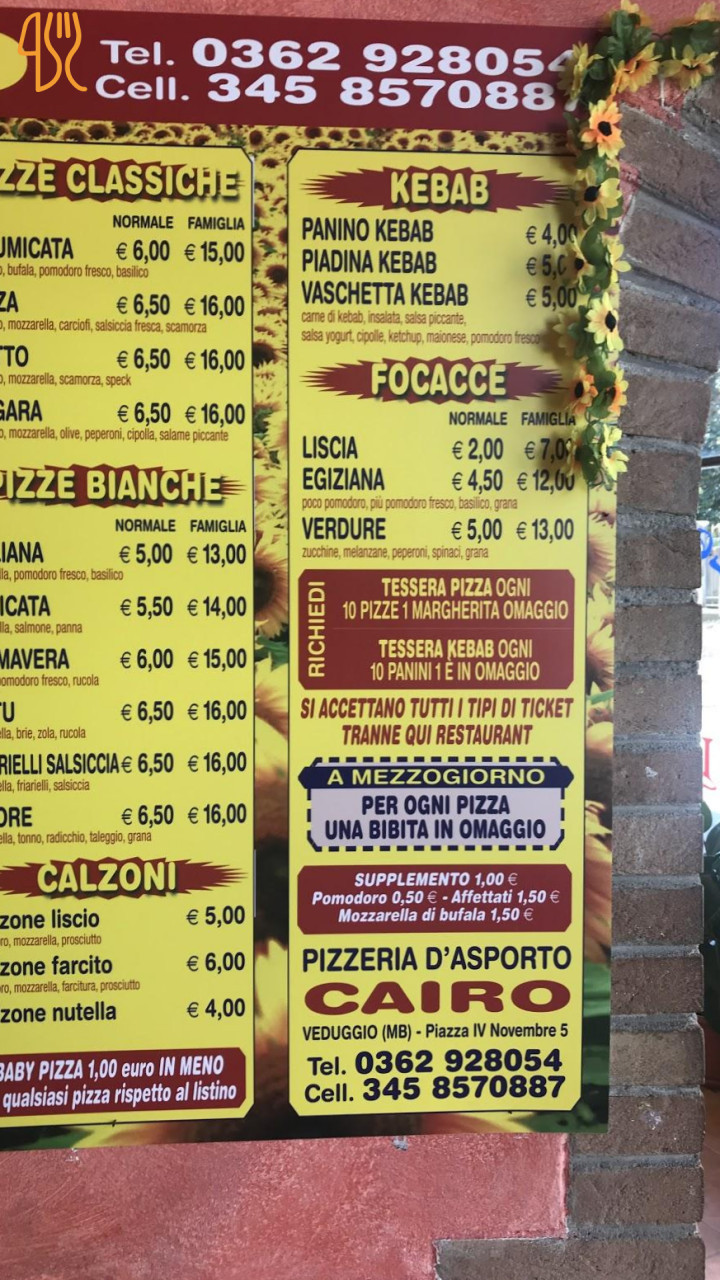 Tel. 0362 928054
Cell. 345 8570887
ZZE CLASSICHE
NORMALE FAMIGLIA
UMICATA € 6,00 € 15,00
o, bufala, pomodoro fresco, basilico
ZA € 6,50 € 16,00
o, mozzarella, carciofi, salsiccia fresca, scamorza
TTO € 6,50 € 16,00
o, mozzarella, scamorza, speck
GARA € 6,50 € 16,00
o, mozzarella, olive, peperoni, cipolla, salame piccante
IZZE BIANCHE
NORMALE FAMIGLIA
IANA € 5,00 € 13,00
lla, pomodoro fresco, basilico
ICATA € 5,50 € 14,00
lla, salmone, panna
MAVERA € 6,00 € 15,00
pomodoro fresco, rucola
TU € 6,50 € 16,00
lla, brie, zola, rucola
RIELLI SALSICCIA € 6,50 € 16,00
ella, friarielli, salsiccia
ORE € 6,50 € 16,00
ella, tonno, radicchio, taleggio, grana
CALZONI
zone liscio € 5,00
oro, mozzarella, prosciutto
zone farcito € 6,00
oro, mozzarella, farcitura, prosciutto
zone nutella € 4,00
BABY PIZZA 1,00 euro IN MENO
qualsiasi pizza rispetto al listino
KEBAB
PANINO KEBAB € 4,00
PIADINA KEBAB € 5,0
VASCHETTA KEBAB € 5,00
carne di kebab, insalata, salsa piccante,
salsa yogurt, cipolle, ketchup, maionese, pomodoro fresco
FOCACCE
NORMALE FAMIGLIA
LISCIA € 2,00 € 7,00
EGIZIANA € 4,50 € 12,00
poco pomodoro, più pomodoro fresco, basilico, grana
VERDURE € 5,00 € 13,00
zucchine, melanzane, peperoni, spinaci, grana
RICHIEDI
TESSERA PIZZA OGNI
10 PIZZE 1 MARGHERITA OMAGGIO
TESSERA KEBAB OGNI
10 PANINI 1 È IN OMAGGIO
SI ACCETTANO TUTTI I TIPI DI TICKET
TRANNE QUI RESTAURANT
A MEZZOGIORNO
PER OGNI PIZZA
UNA BIBITA IN OMAGGIO
SUPPLEMENTO 1,00 €
Pomodoro 0,50 € - Affettati 1,50 €
Mozzarella di bufala 1,50 €
PIZZERIA D'ASPORTO
CAIRO
VEDUGGIO (MB) - Piazza IV Novembre 5
Tel. 0362 928054
Cell. 345 8570887